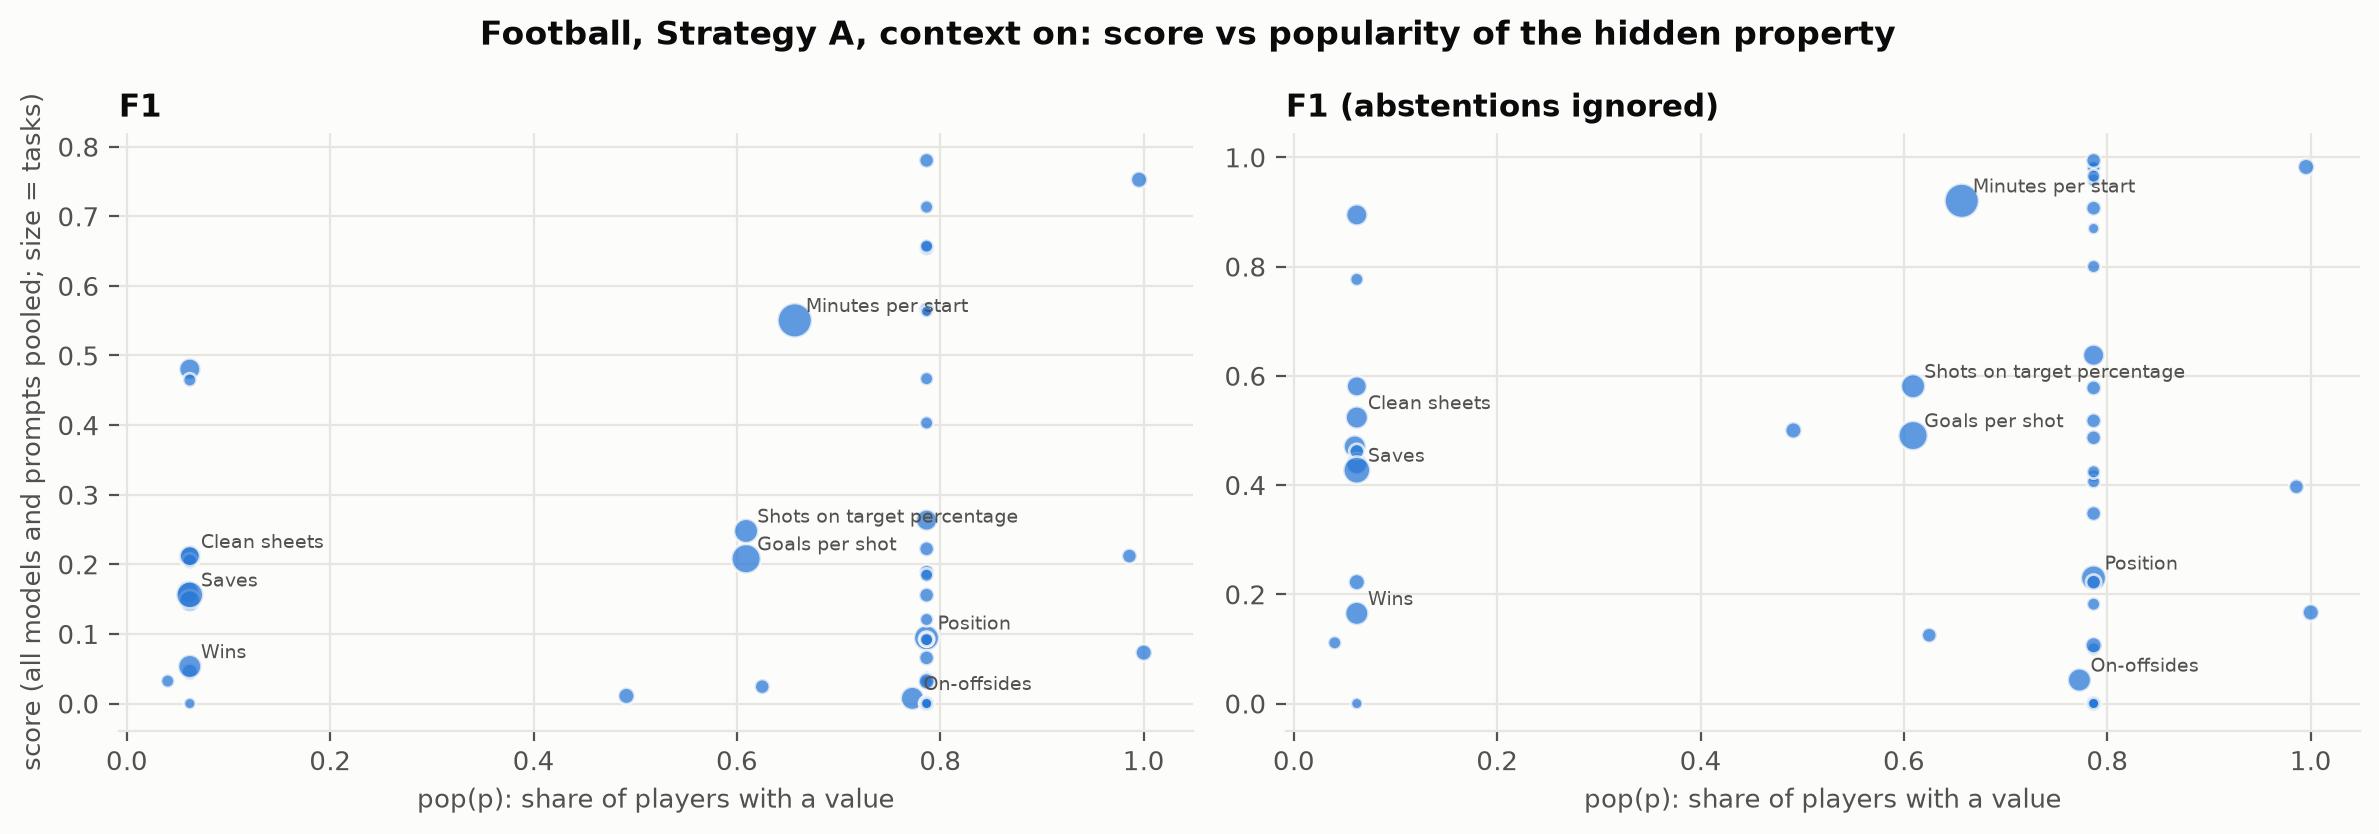 Football, Strategy A, context on: score vs popularity of the hidden property
F1
score (all models and prompts pooled; size = tasks)
0.8
0.7
0.6
0.5
0.4
0.3
0.2
0.1
0.0
Minutes per start
Shots on target percentage
Goals per shot
Clean sheets
Saves
Wins
Position
On-offsides
0.0 0.2 0.4 0.6 0.8 1.0
pop(p): share of players with a value
F1 (abstentions ignored)
1.0
0.8
0.6
0.4
0.2
0.0
Minutes per start
Shots on target percentage
Clean sheets
Goals per shot
Saves
Position
Wins
On-offsides
0.0 0.2 0.4 0.6 0.8 1.0
pop(p): share of players with a value